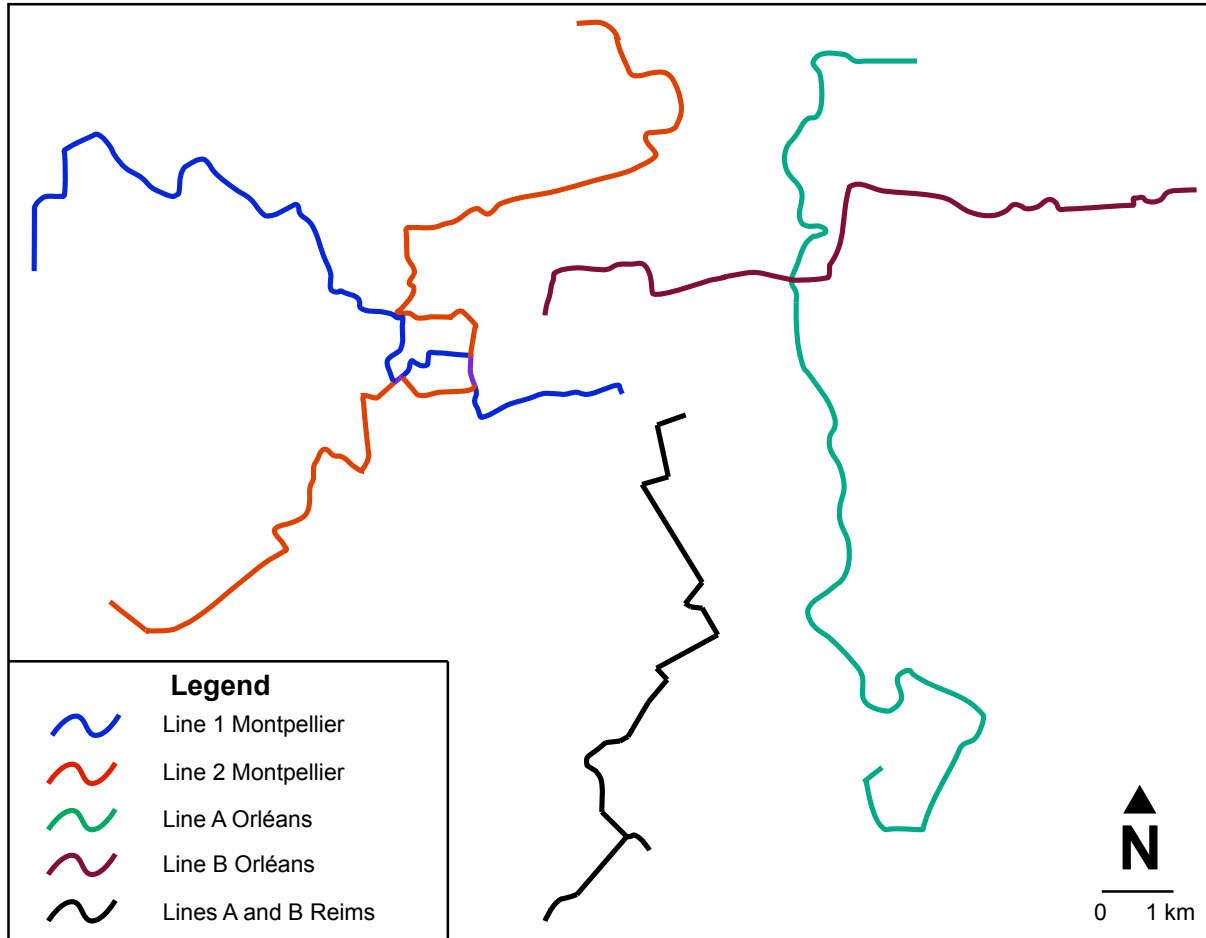 Legend
Line 1 Montpellier
Line 2 Montpellier
Line A Orléans
Line B Orléans
Lines A and B Reims
N
0 1 km